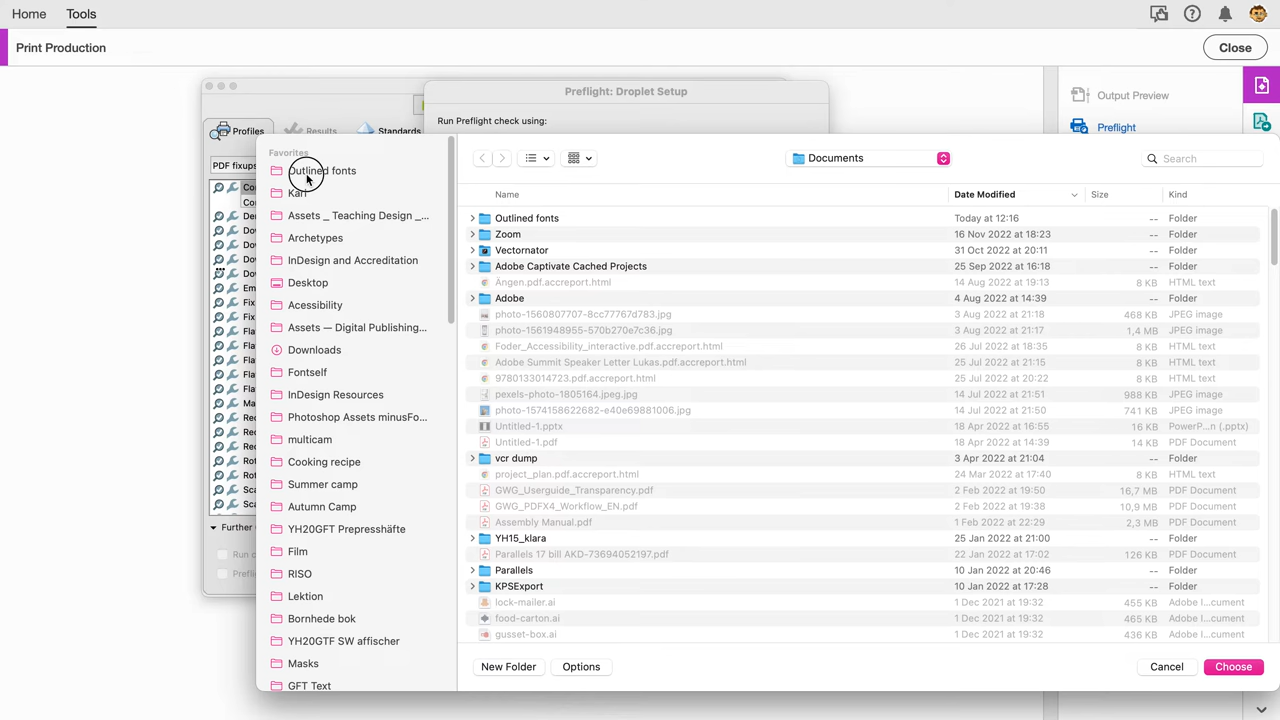 Home
Tools
Print Production
Close
Preflight: Droplet Setup
Output Preview
Run Preflight check using:
Profiles
Results
Standards
Preflight
PDF fixups
Favorites
Outlined fonts
Karl
Assets _ Teaching Design _...
Archetypes
InDesign and Accreditation
Desktop
Acessibility
Assets — Digital Publishing...
Downloads
Fontself
InDesign Resources
Photoshop Assets minusFo...
multicam
Cooking recipe
Summer camp
Autumn Camp
YH20GFT Prepresshäfte
Film
RISO
Lektion
Bornhede bok
YH20GTF SW affischer
Masks
GFT Text
Documents
Search
Name Date Modified Size Kind
Outlined fonts Today at 12:16 -- Folder
Zoom 16 Nov 2022 at 18:23 -- Folder
Vectornator 31 Oct 2022 at 20:11 -- Folder
Adobe Captivate Cached Projects 25 Sep 2022 at 16:18 -- Folder
Ängen.pdf.accreport.html 14 Aug 2022 at 19:13 8 KB HTML text
Adobe 4 Aug 2022 at 14:39 -- Folder
photo-1560807707-8cc77767d783.jpg 3 Aug 2022 at 21:18 468 KB JPEG image
photo-1561948955-570b270e7c36.jpg 3 Aug 2022 at 21:17 1,4 MB JPEG image
Foder_Accessibility_interactive.pdf.accreport.html 26 Jul 2022 at 18:35 8 KB HTML text
Adobe Summit Speaker Letter Lukas.pdf.accreport.html 25 Jul 2022 at 21:15 8 KB HTML text
9780133014723.pdf.accreport.html 25 Jul 2022 at 20:22 8 KB HTML text
pexels-photo-1805164.jpeg.jpg 14 Jul 2022 at 21:51 988 KB JPEG image
photo-1574158622682-e40e69881006.jpg 14 Jul 2022 at 21:50 741 KB JPEG image
Untitled-1.pptx 18 Apr 2022 at 16:55 16 KB PowerP...n (.pptx)
Untitled-1.pdf 18 Apr 2022 at 14:39 14 KB PDF Document
vcr dump 3 Apr 2022 at 21:04 -- Folder
project_plan.pdf.accreport.html 24 Mar 2022 at 17:40 8 KB HTML text
GWG_Userguide_Transparency.pdf 2 Feb 2022 at 19:50 16,7 MB PDF Document
GWG_PDFX4_Workflow_EN.pdf 2 Feb 2022 at 19:38 10,9 MB PDF Document
Assembly Manual.pdf 1 Feb 2022 at 22:29 2,3 MB PDF Document
YH15_klara 25 Jan 2022 at 21:00 -- Folder
Parallels 17 bill AKD-73694052197.pdf 22 Jan 2022 at 17:02 126 KB PDF Document
Parallels 10 Jan 2022 at 20:46 -- Folder
KPSExport 10 Jan 2022 at 17:28 -- Folder
lock-mailer.ai 1 Dec 2021 at 19:32 455 KB Adobe I...cument
food-carton.ai 1 Dec 2021 at 19:32 465 KB Adobe I...cument
gusset-box.ai 1 Dec 2021 at 19:32 436 KB Adobe I...cument
New Folder
Options
Cancel
Choose